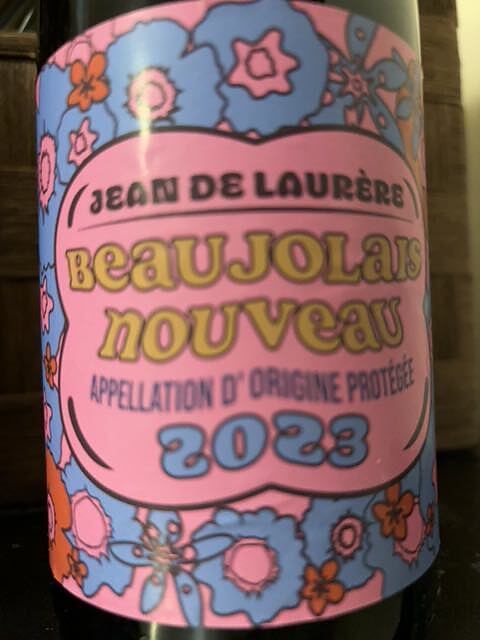 JEAN DE LAURÈRE
BeaUJOLaIS
nOUVeaU
APPELLATION D' ORIGINE PROTÉGÉE
2023